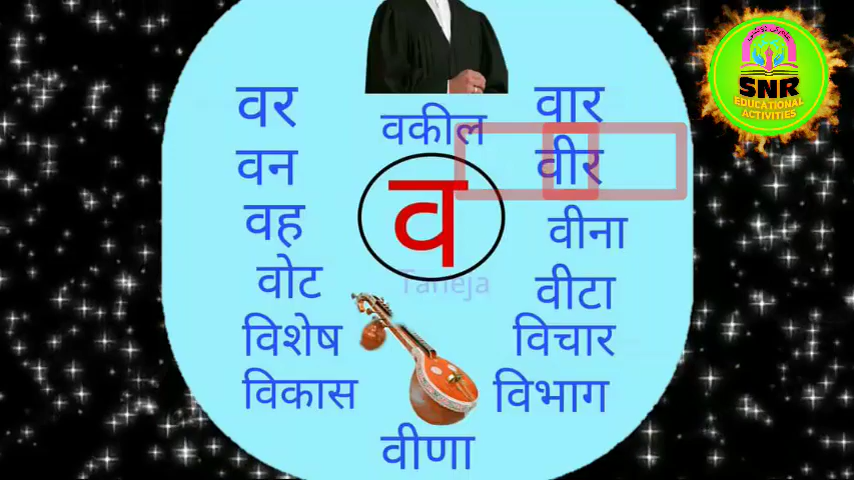 वकील
वर
वन
वह
वोट
विशेष
विकास
व
Taneja
वार
वीर
वीना
वीटा
विचार
विभाग
वीणा
SNR
EDUCATIONAL
ACTIVITIES